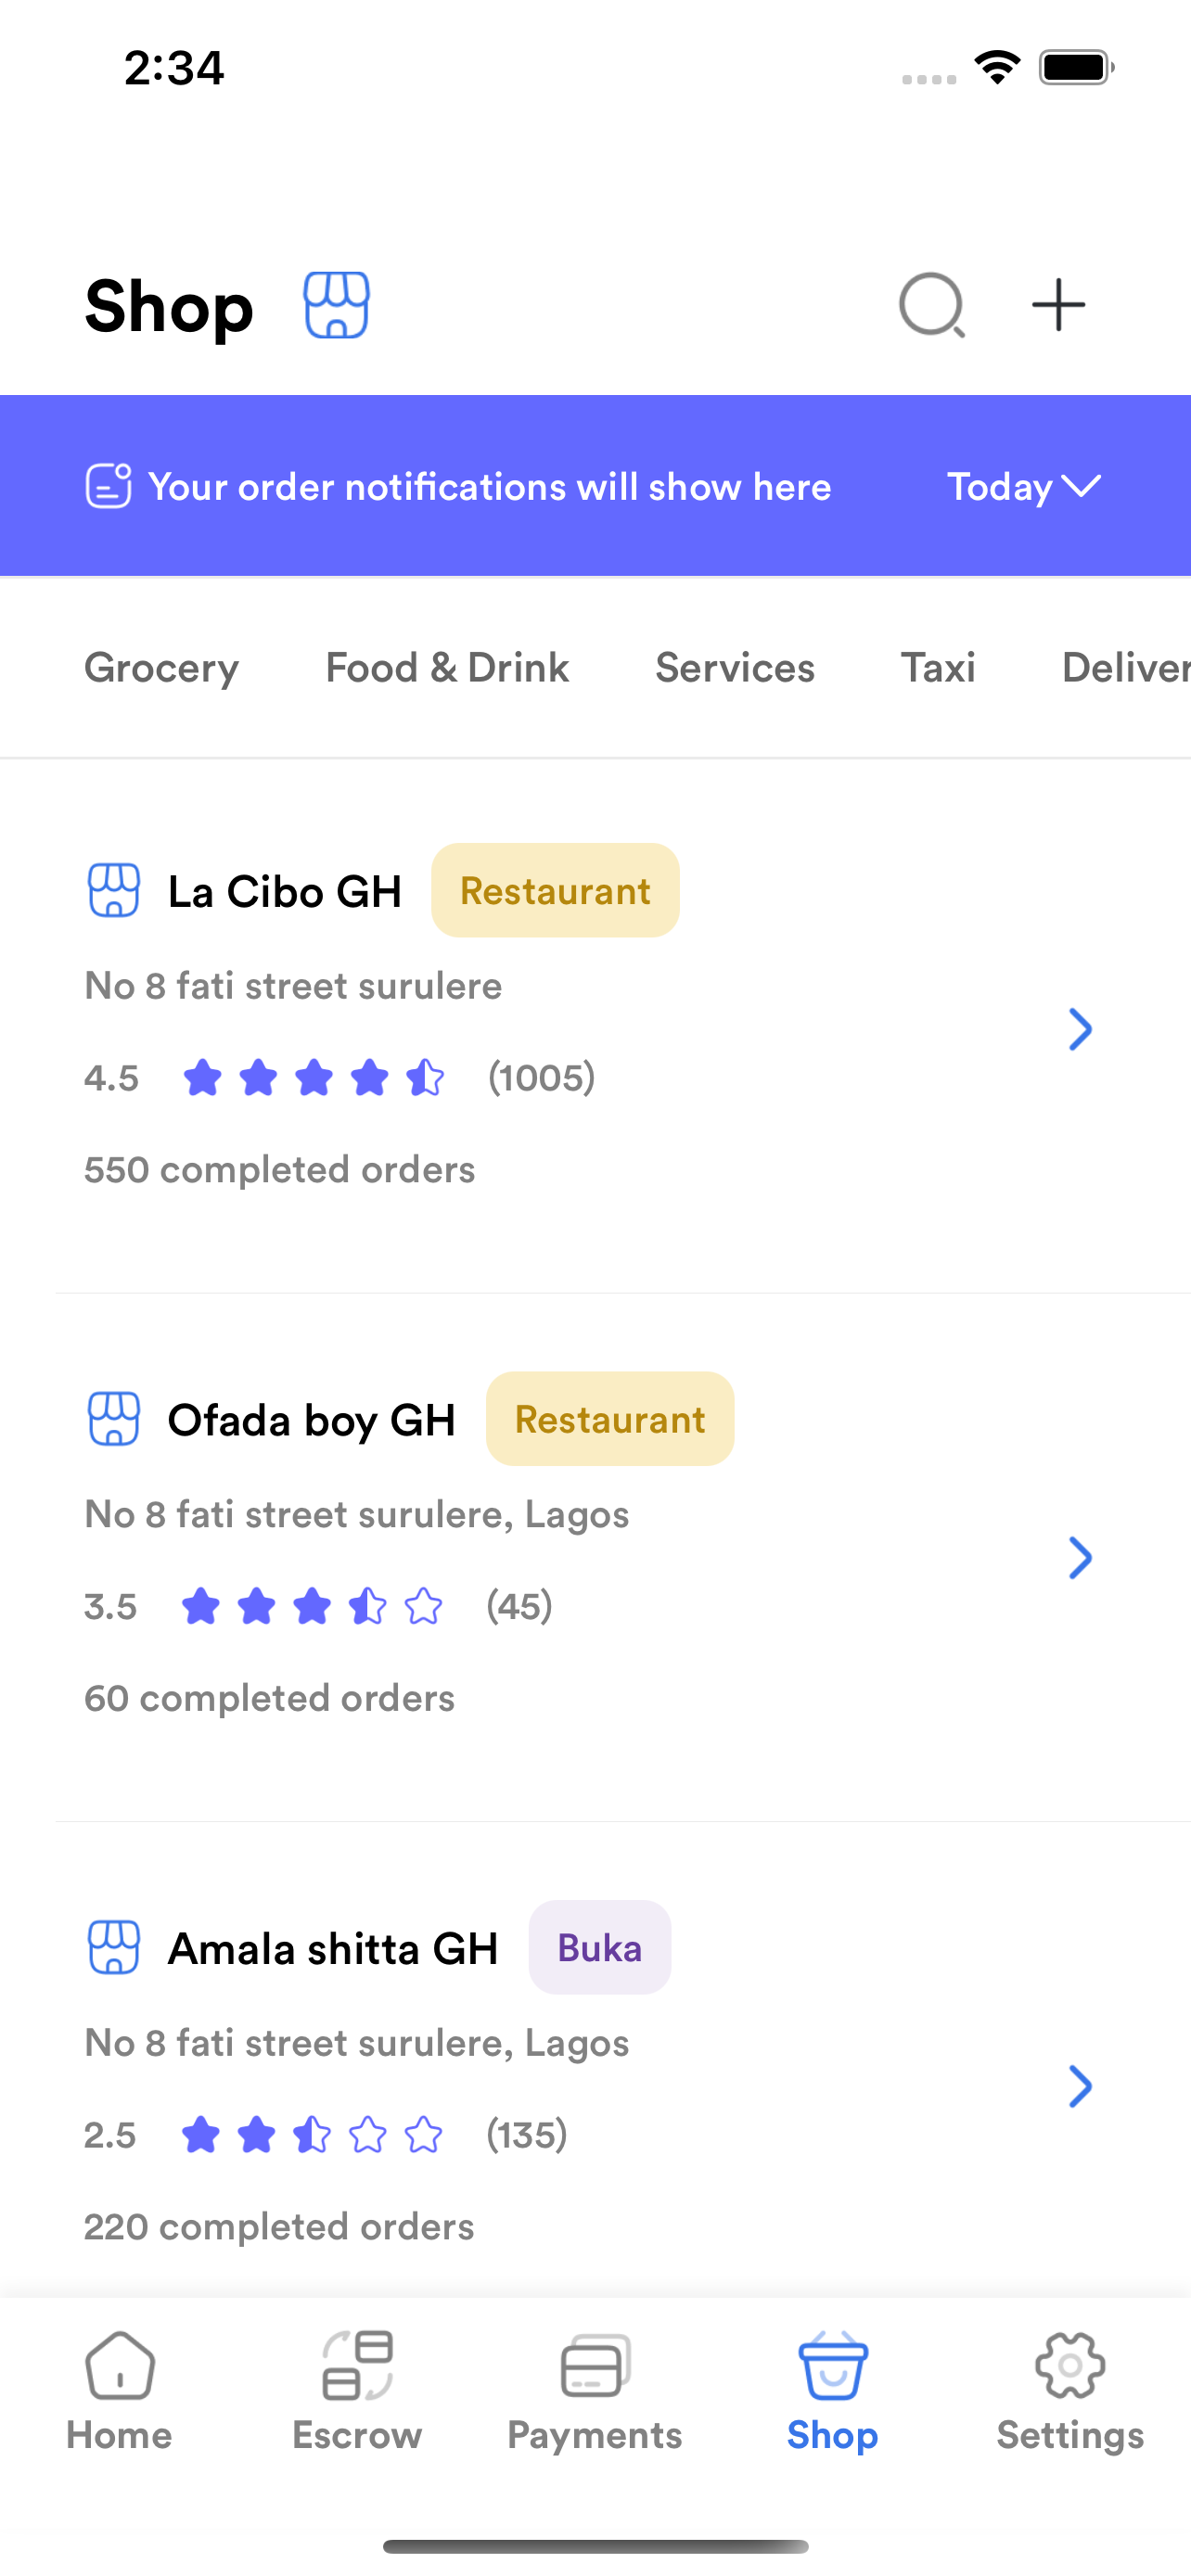 2:34
Shop
Your order notifications will show here Today
Grocery Food & Drink Services Taxi Deliver
La Cibo GH Restaurant
No 8 fati street surulere
4.5 (1005)
550 completed orders
Ofada boy GH Restaurant
No 8 fati street surulere, Lagos
3.5 (45)
60 completed orders
Amala shitta GH Buka
No 8 fati street surulere, Lagos
2.5 (135)
220 completed orders
Home Escrow Payments Shop Settings